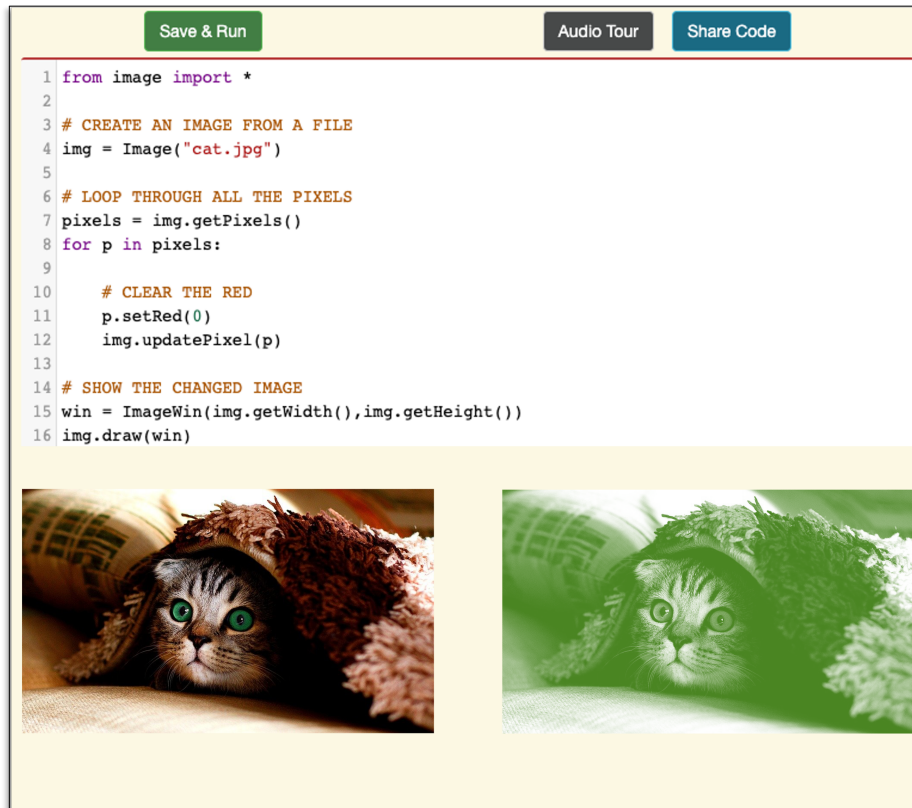 Save & Run
Audio Tour
Share Code
1 from image import *
2
3 # CREATE AN IMAGE FROM A FILE
4 img = Image("cat.jpg")
5
6 # LOOP THROUGH ALL THE PIXELS
7 pixels = img.getPixels()
8 for p in pixels:
9
10     # CLEAR THE RED
11     p.setRed(0)
12     img.updatePixel(p)
13
14 # SHOW THE CHANGED IMAGE
15 win = ImageWin(img.getWidth(),img.getHeight())
16 img.draw(win)